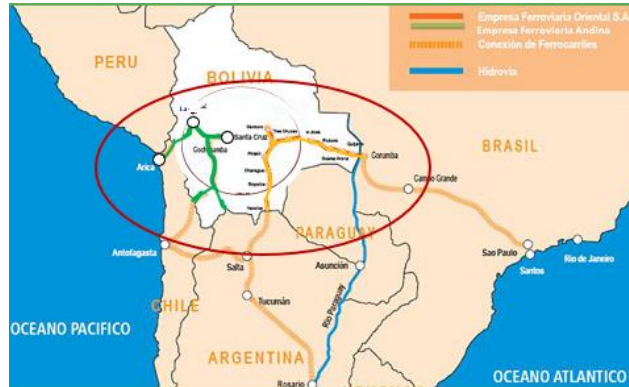 Empresa Ferroviaria Oriental S.A
Empresa Ferroviaria Andina
Conexión de Ferrocarriles
Hidrovia
PERU
BOLIVIA
BRASIL
Santa Cruz
Cochabamba
Arica
Corumba
Campo Grande
PARAGUAY
Antofagasta
Salta
Asunción
Sao Paulo
Santos
Rio de Janeiro
CHILE
Tucumán
Rio Paraguay
OCEANO PACIFICO
ARGENTINA
Rosario
OCEANO ATLANTICO